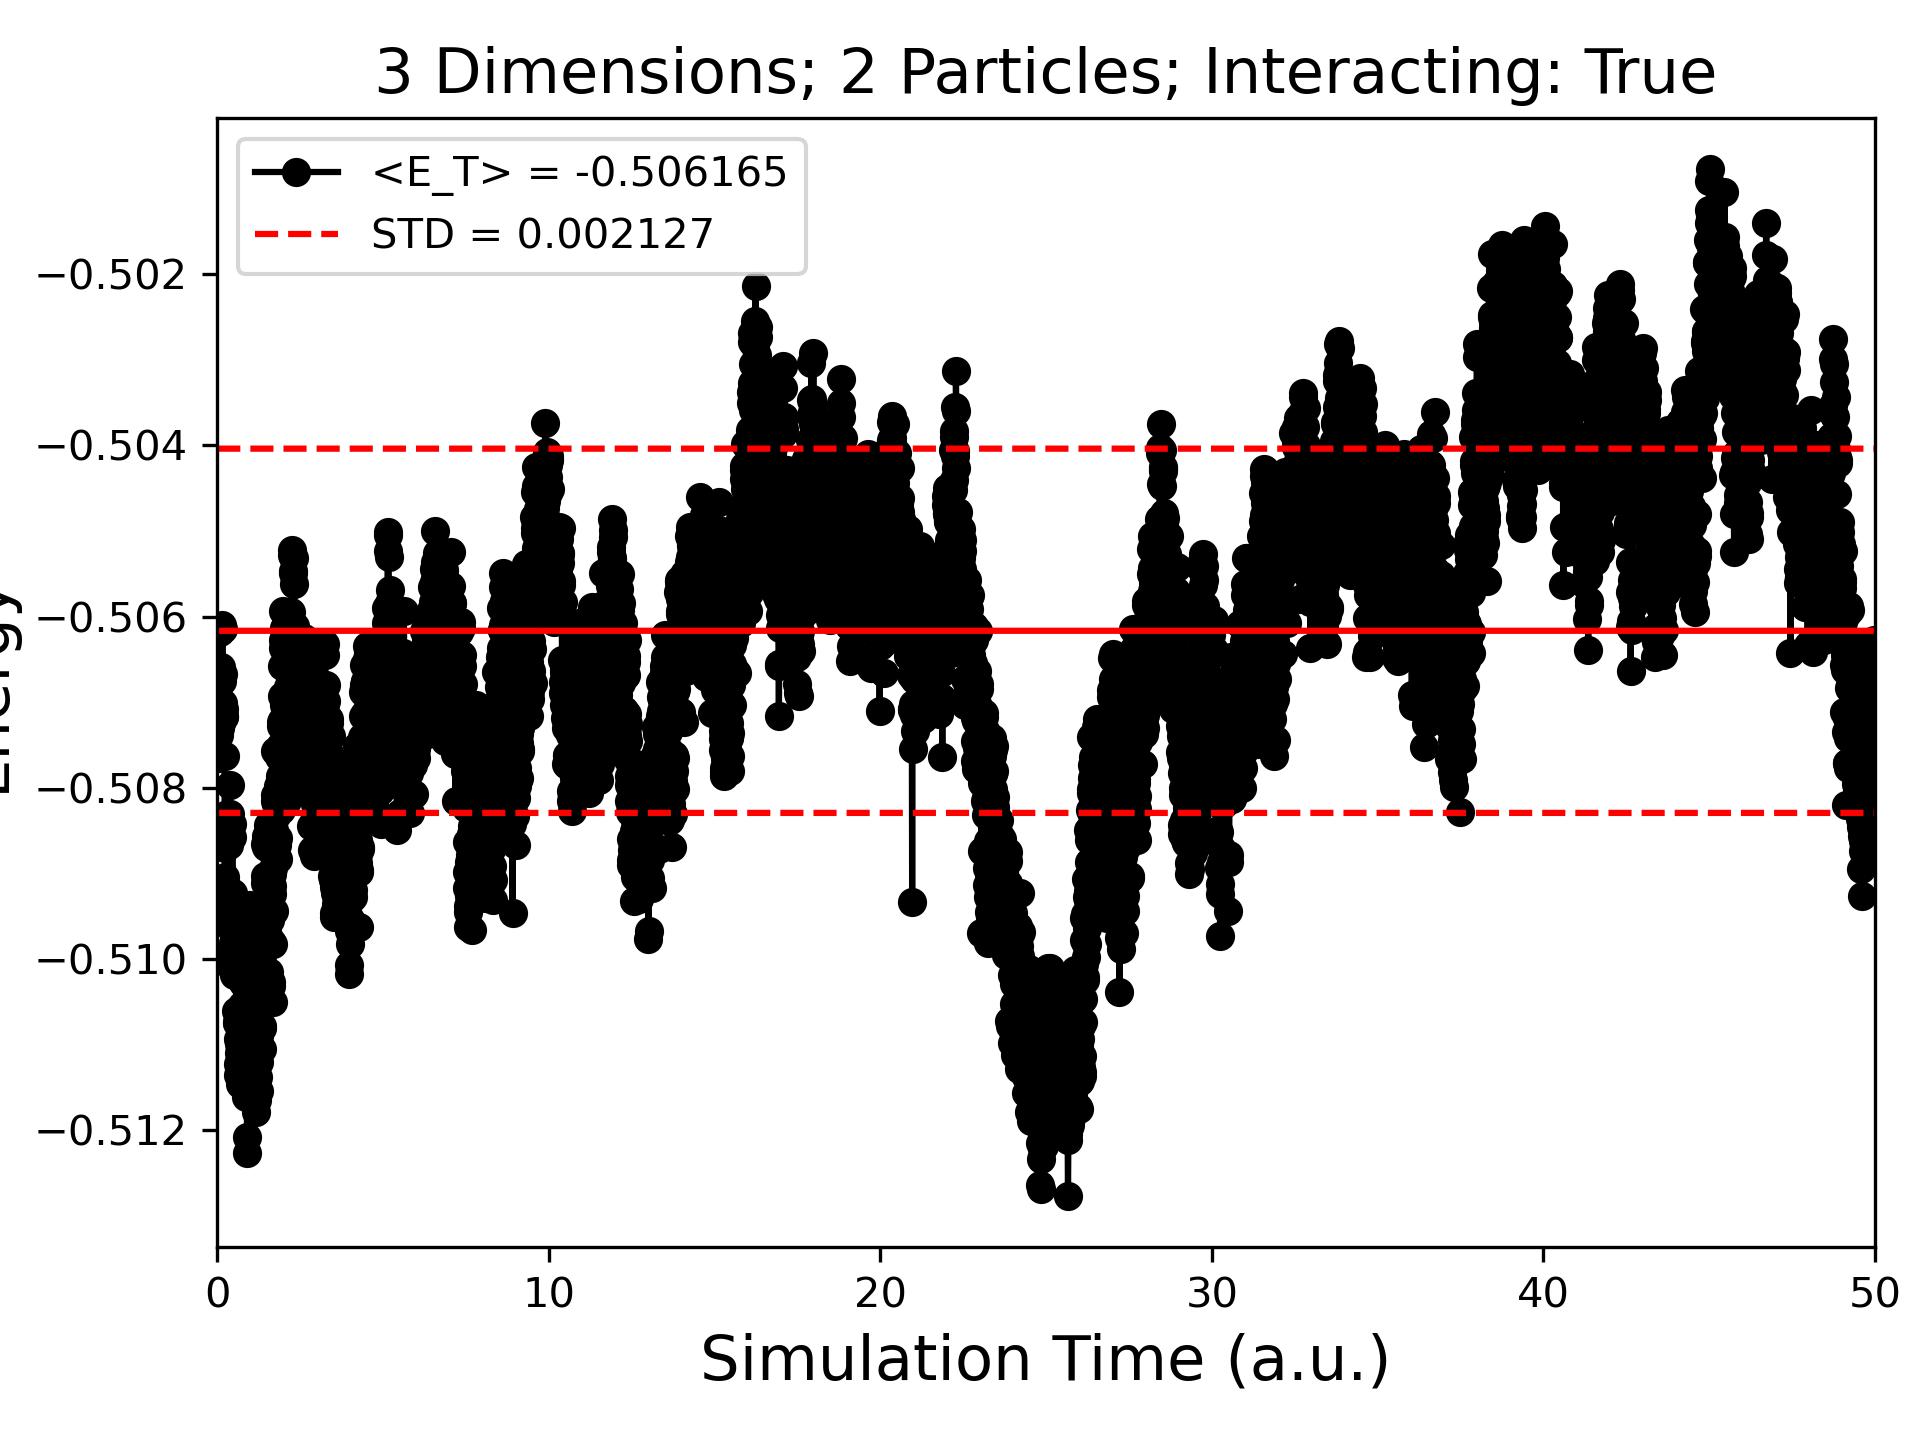 3 Dimensions; 2 Particles; Interacting: True
<E_T> = -0.506165
STD = 0.002127
−0.502
−0.504
−0.506
−0.508
−0.510
−0.512
Energy
0 10 20 30 40 50
Simulation Time (a.u.)